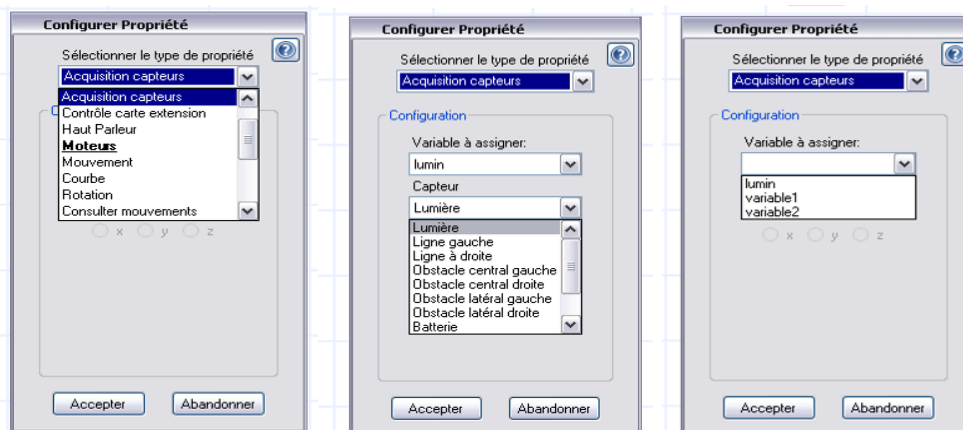 Configurer Propriété
Sélectionner le type de propriété
Acquisition capteurs
Acquisition capteurs
Contrôle carte extension
Haut Parleur
Moteurs
Mouvement
Courbe
Rotation
Consulter mouvements
x y z
Accepter Abandonner
Configurer Propriété
Sélectionner le type de propriété
Acquisition capteurs
Configuration
Variable à assigner:
lumin
Capteur
Lumière
Lumière
Ligne gauche
Ligne à droite
Obstacle central gauche
Obstacle central droite
Obstacle latéral gauche
Obstacle latéral droite
Batterie
Accepter Abandonner
Configurer Propriété
Sélectionner le type de propriété
Acquisition capteurs
Configuration
Variable à assigner:
lumin
variable1
variable2
x y z
Accepter Abandonner